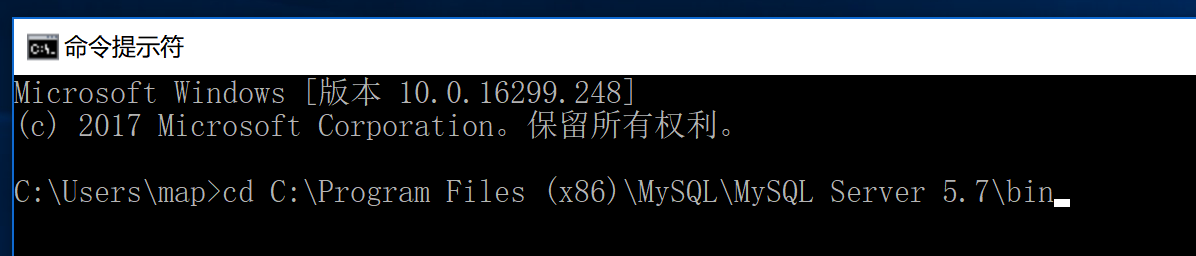 命令提示符
Microsoft Windows [版本 10.0.16299.248]
(c) 2017 Microsoft Corporation。保留所有权利。
C:\Users\map>cd C:\Program Files (x86)\MySQL\MySQL Server 5.7\bin